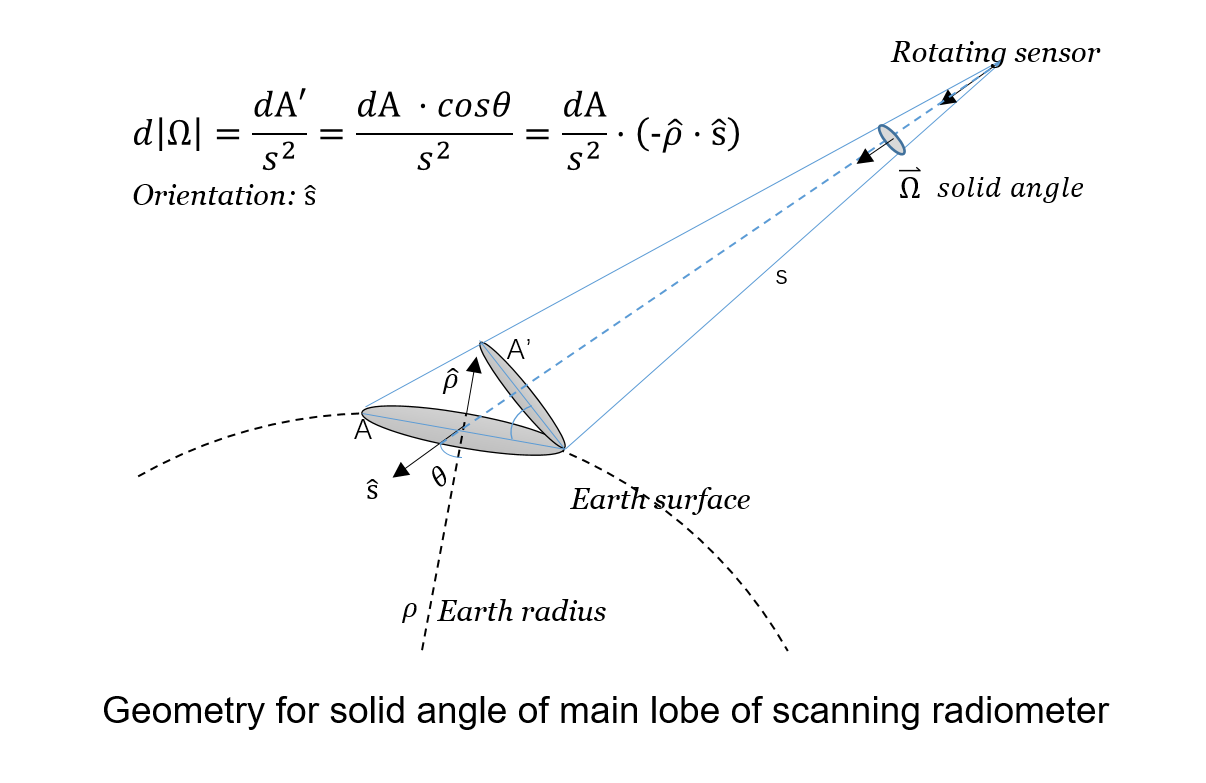 Rotating sensor
d|Ω| = dA′/s² = dA · cosθ/s² = dA/s² · (-ρ̂ · ŝ)
Orientation: ŝ
Ω⃗ solid angle
s
A’
ρ̂
A
ŝ
θ
Earth surface
ρ Earth radius
Geometry for solid angle of main lobe of scanning radiometer